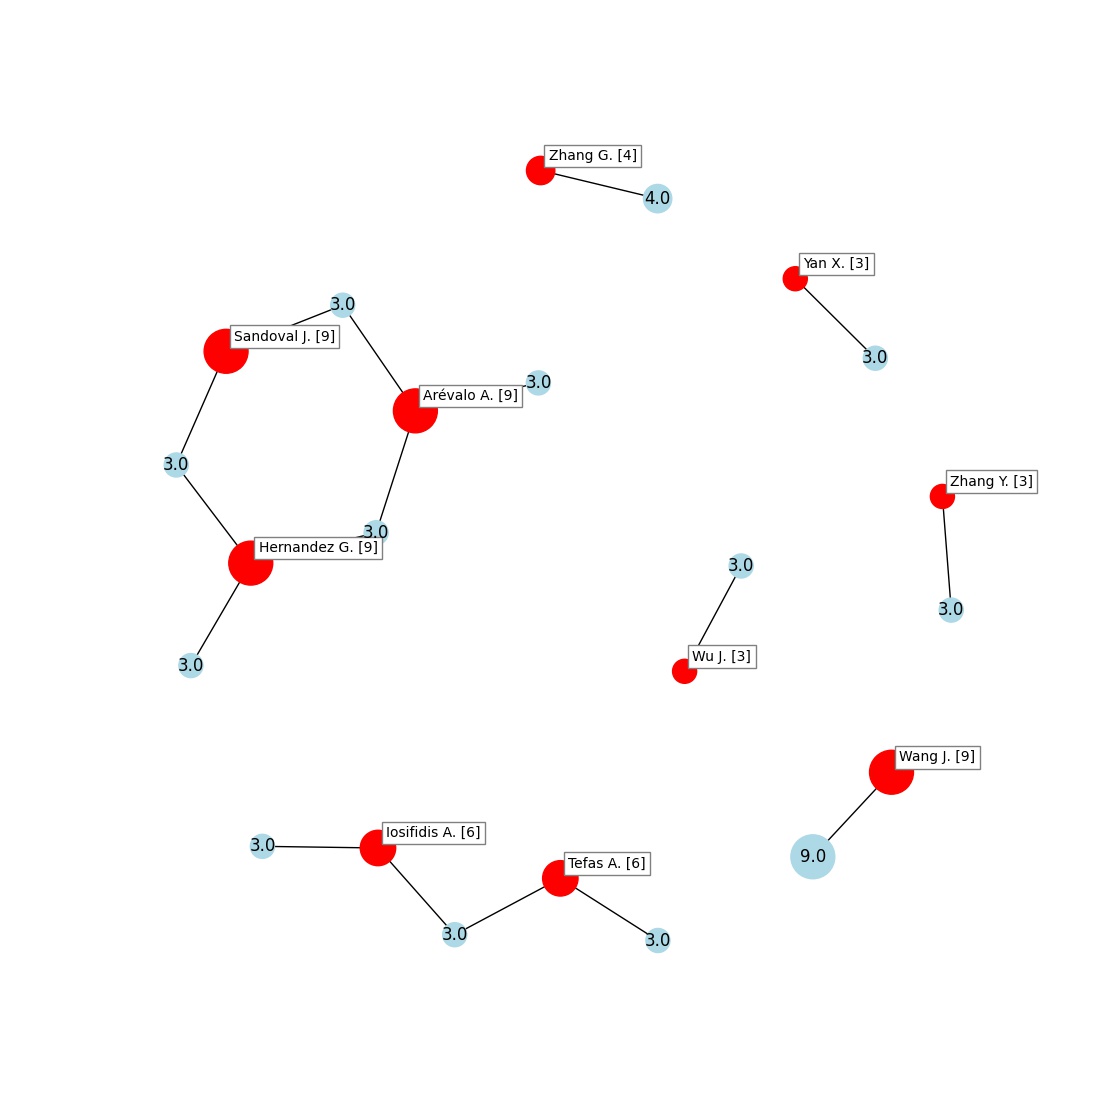 Zhang G. [4]
4.0
Yan X. [3]
3.0
3.0
Sandoval J. [9]
3.0
Arévalo A. [9]
3.0
3.0
Zhang Y. [3]
3.0
Hernandez G. [9]
3.0
3.0
3.0
Wu J. [3]
Wang J. [9]
9.0
Iosifidis A. [6]
3.0
Tefas A. [6]
3.0
3.0